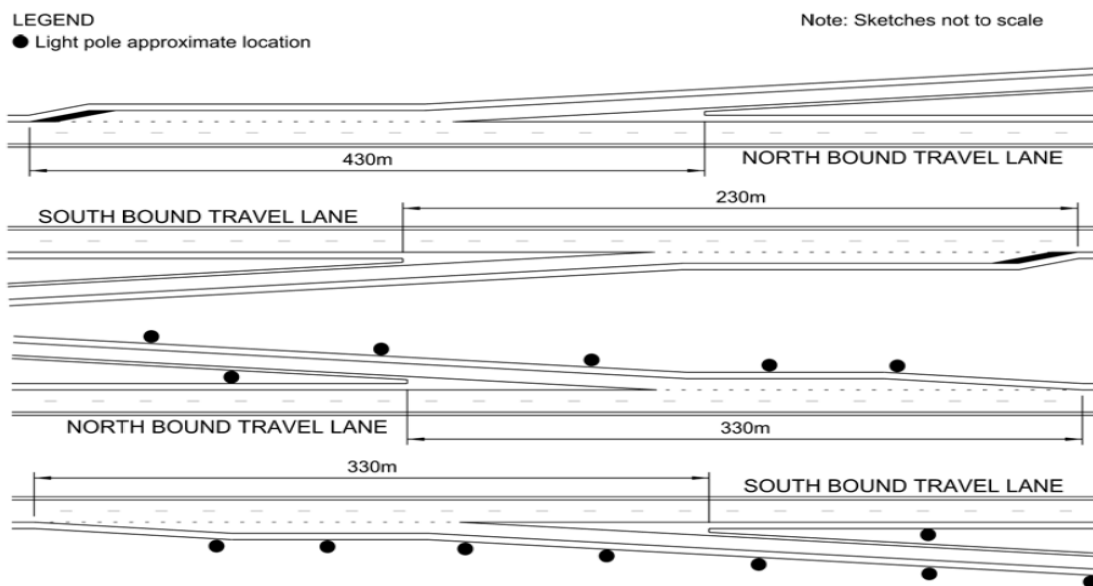 LEGEND
Note: Sketches not to scale
Light pole approximate location
430m
NORTH BOUND TRAVEL LANE
230m
SOUTH BOUND TRAVEL LANE
NORTH BOUND TRAVEL LANE
330m
330m
SOUTH BOUND TRAVEL LANE